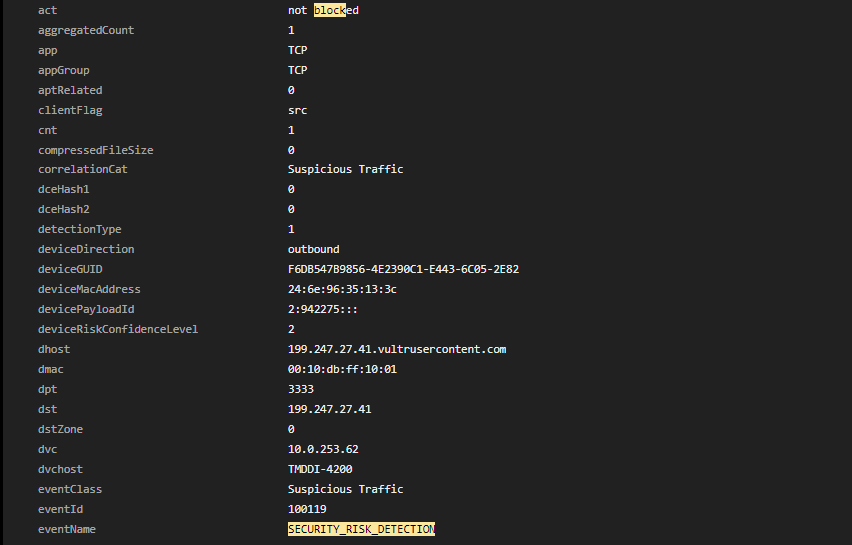 act not blocked
aggregatedCount 1
app TCP
appGroup TCP
aptRelated 0
clientFlag src
cnt 1
compressedFileSize 0
correlationCat Suspicious Traffic
dceHash1 0
dceHash2 0
detectionType 1
deviceDirection outbound
deviceGUID F6DB547B9856-4E2390C1-E443-6C05-2E82
deviceMacAddress 24:6e:96:35:13:3c
devicePayloadId 2:942275:::
deviceRiskConfidenceLevel 2
dhost 199.247.27.41.vultrusercontent.com
dmac 00:10:db:ff:10:01
dpt 3333
dst 199.247.27.41
dstZone 0
dvc 10.0.253.62
dvchost TMDDI-4200
eventClass Suspicious Traffic
eventId 100119
eventName SECURITY_RISK_DETECTION